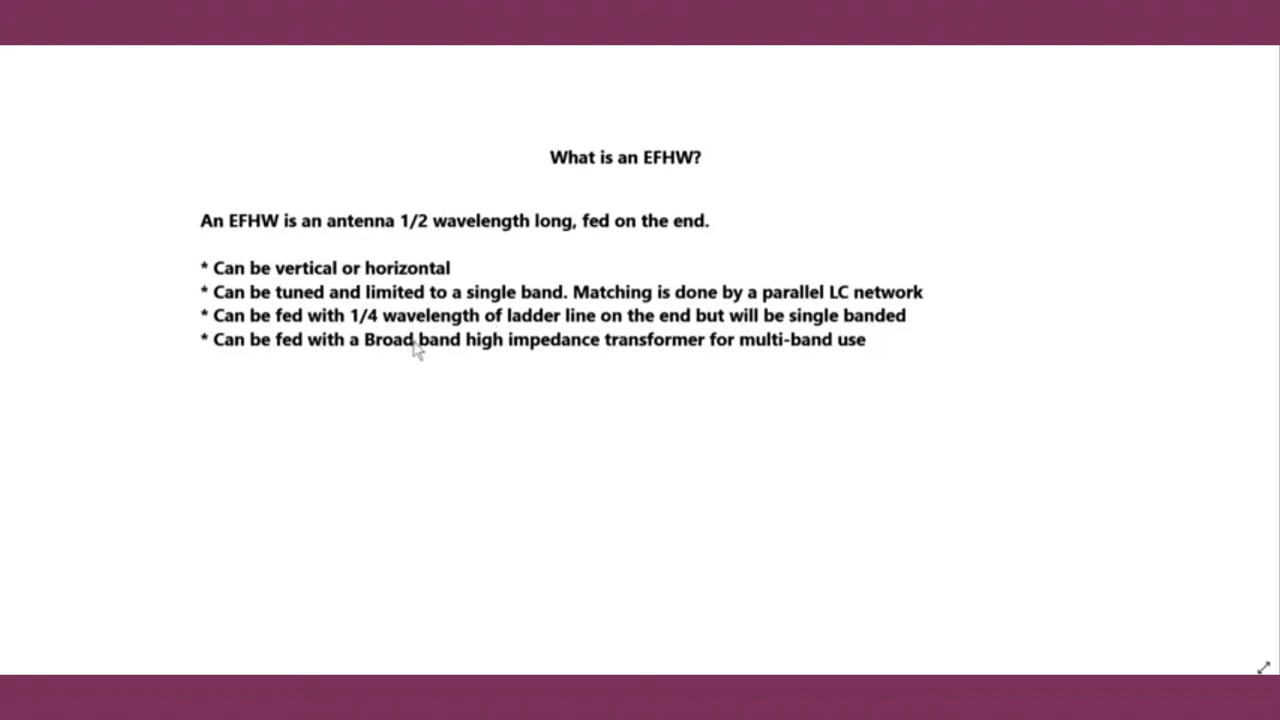 What is an EFHW?
An EFHW is an antenna 1/2 wavelength long, fed on the end.
* Can be vertical or horizontal
* Can be tuned and limited to a single band. Matching is done by a parallel LC network
* Can be fed with 1/4 wavelength of ladder line on the end but will be single banded
* Can be fed with a Broad band high impedance transformer for multi-band use